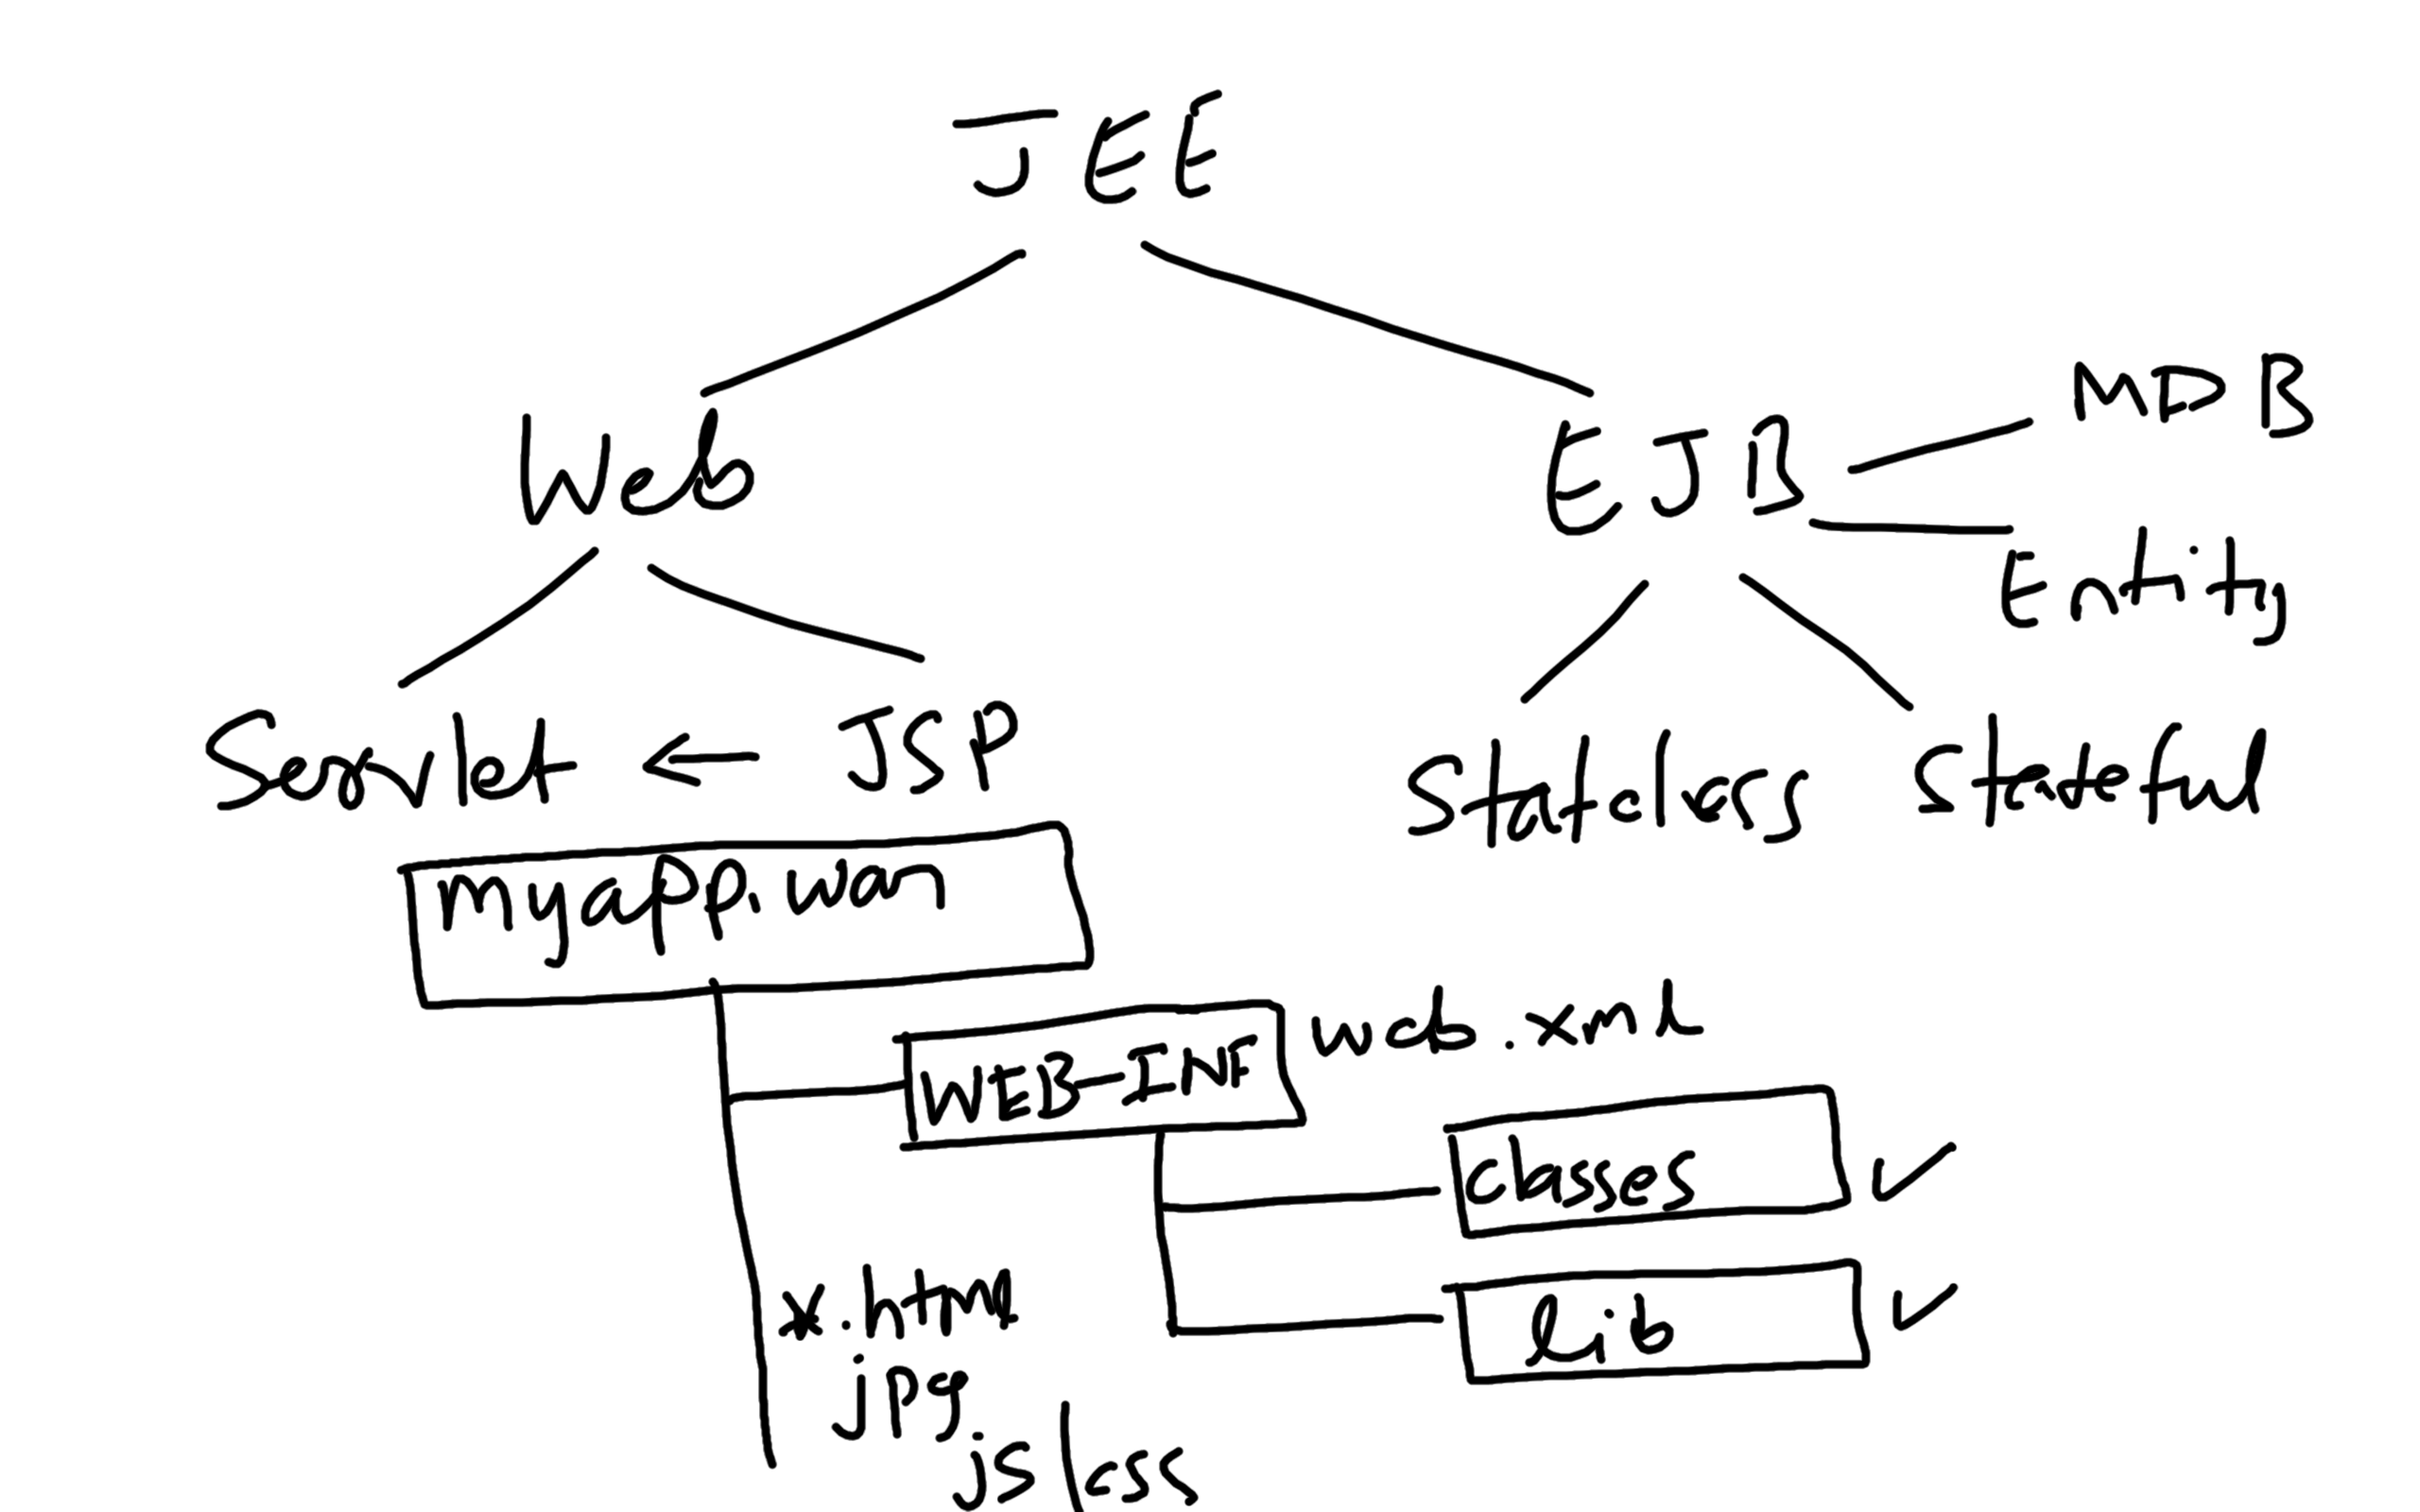 JEE
Web
EJB
MDB
Entity
Servlet ← JSP
Stateless
Stateful
myapp.war
WEB-INF
web.xml
classes ✓
lib ✓
*.html
jpg
js/css